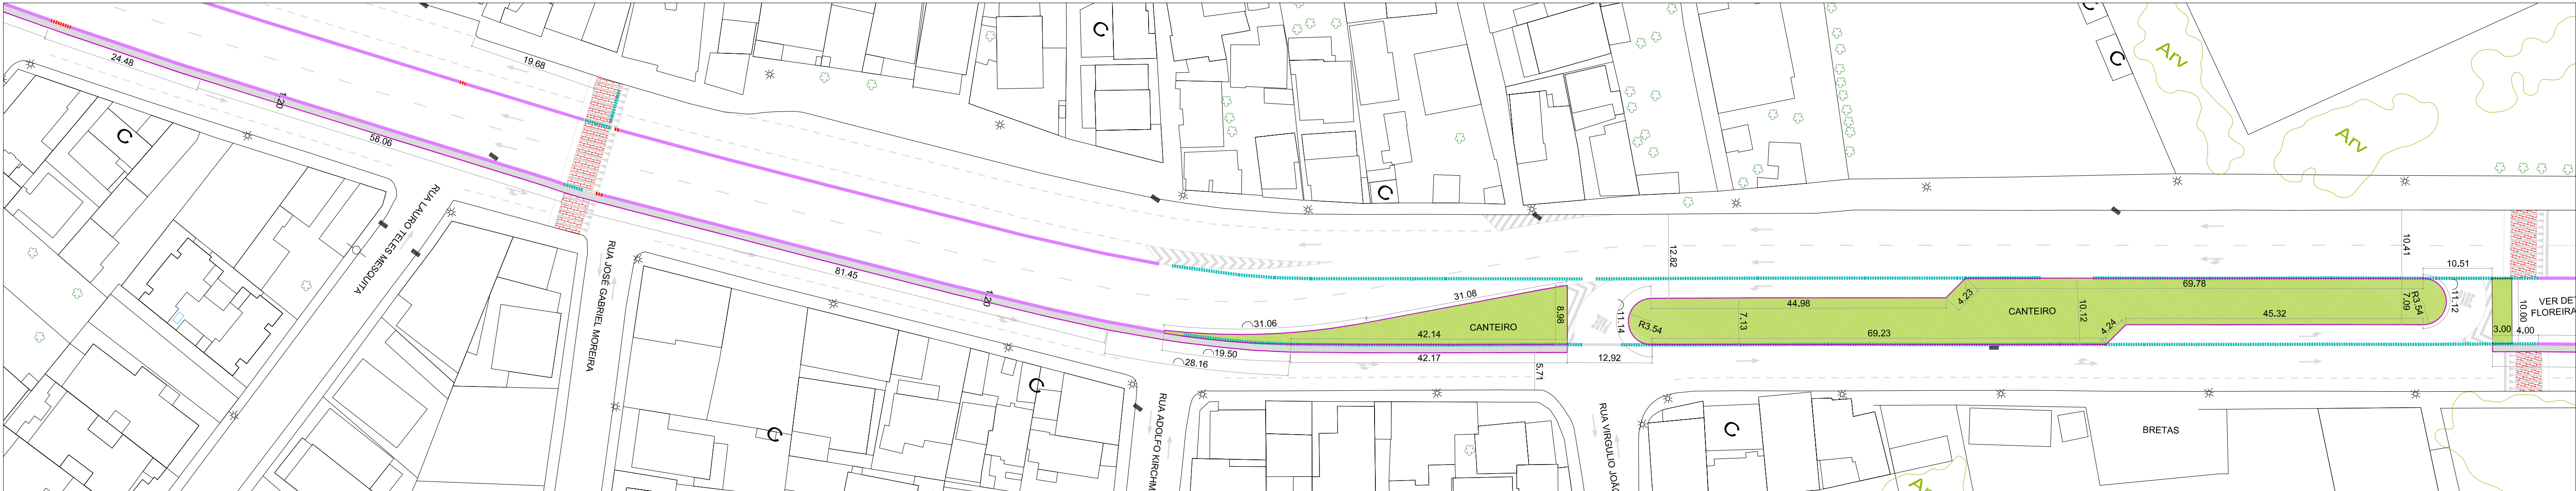 24.48
1.20
58.06
19.68
RUA LAURO TELES MESQUITA
RUA JOSÉ GABRIEL MOREIRA
C
C
C
C
C
C
C
C
Arv
Arv
81.45
1.20
31.06
19.50
28.16
31.08
42.14
42.17
CANTEIRO
8.98
5.71
12.92
11.14
R3.54
12.82
44.98
7.13
69.23
4.23
10.12
CANTEIRO
4.24
69.78
45.32
10.41
7.09
R3.54
11.12
10.51
10.00
3.00
4.00
VER DET
FLOREIRA
RUA ADOLFO KIRCHM
RUA VIRGULIO JOÃO
BRETAS